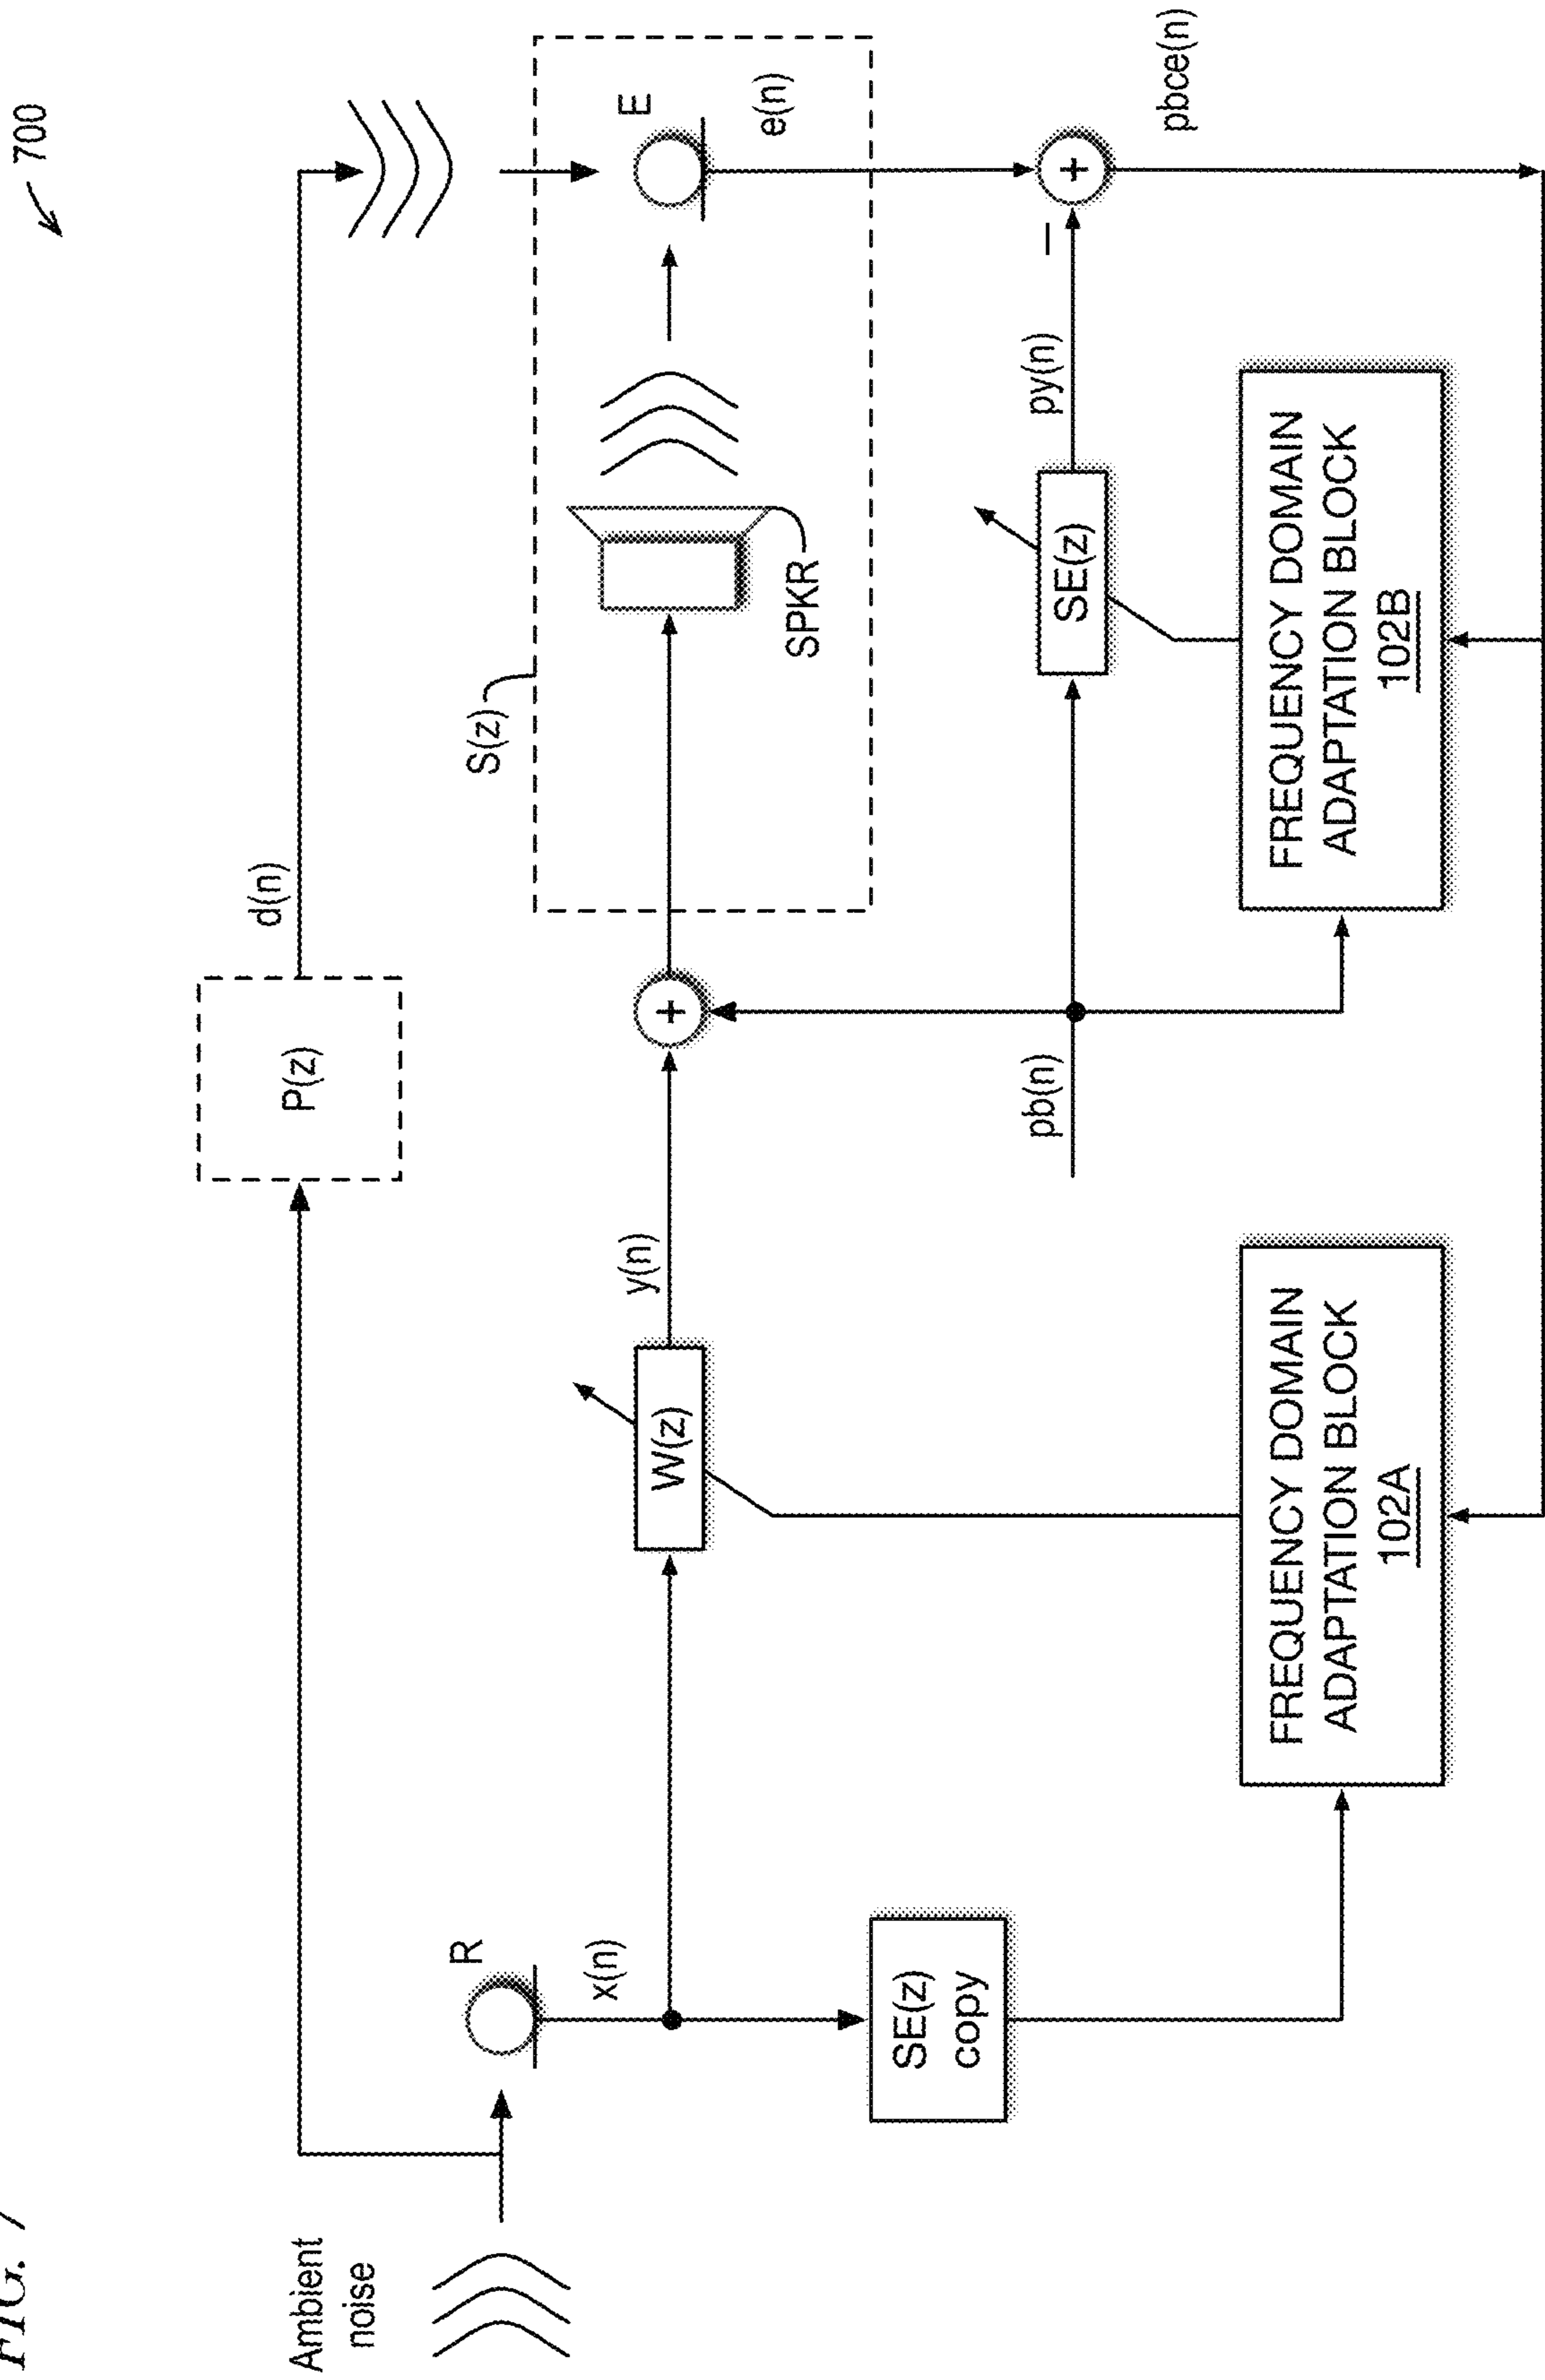 FIG. 7
700
Ambient
noise
P(z)
d(n)
R
x(n)
W(z)
y(n)
+
S(z)
SPKR
E
e(n)
SE(z)
copy
pb(n)
SE(z)
py(n)
–
+
pbce(n)
FREQUENCY DOMAIN
ADAPTATION BLOCK
102A
FREQUENCY DOMAIN
ADAPTATION BLOCK
102B